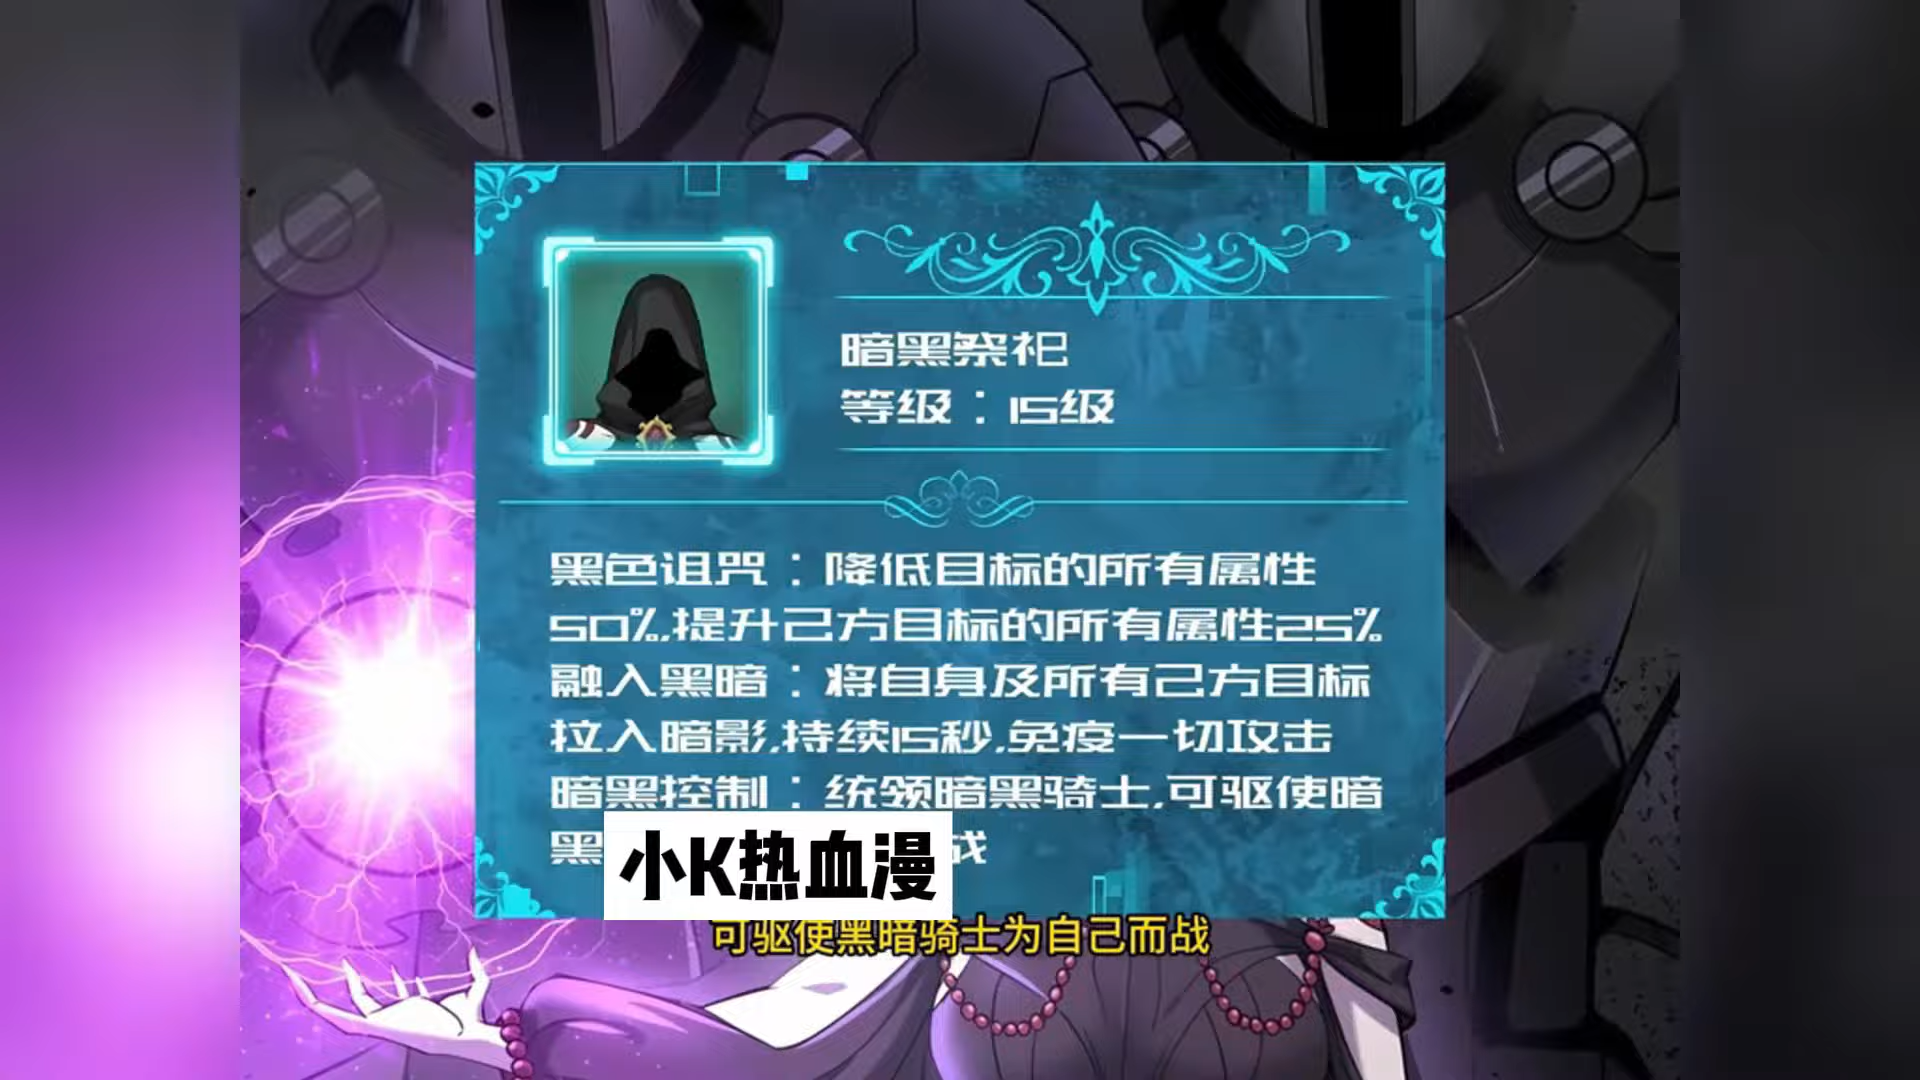 暗黑祭祀
等级：15级
黑色诅咒：降低目标的所有属性
50%,提升己方目标的所有属性25%
融入黑暗：将自身及所有己方目标
拉入暗影,持续15秒,免疫一切攻击
暗黑控制：统领暗黑骑士,可驱使暗
黑 战
小K热血漫
可驱使黑暗骑士为自己而战